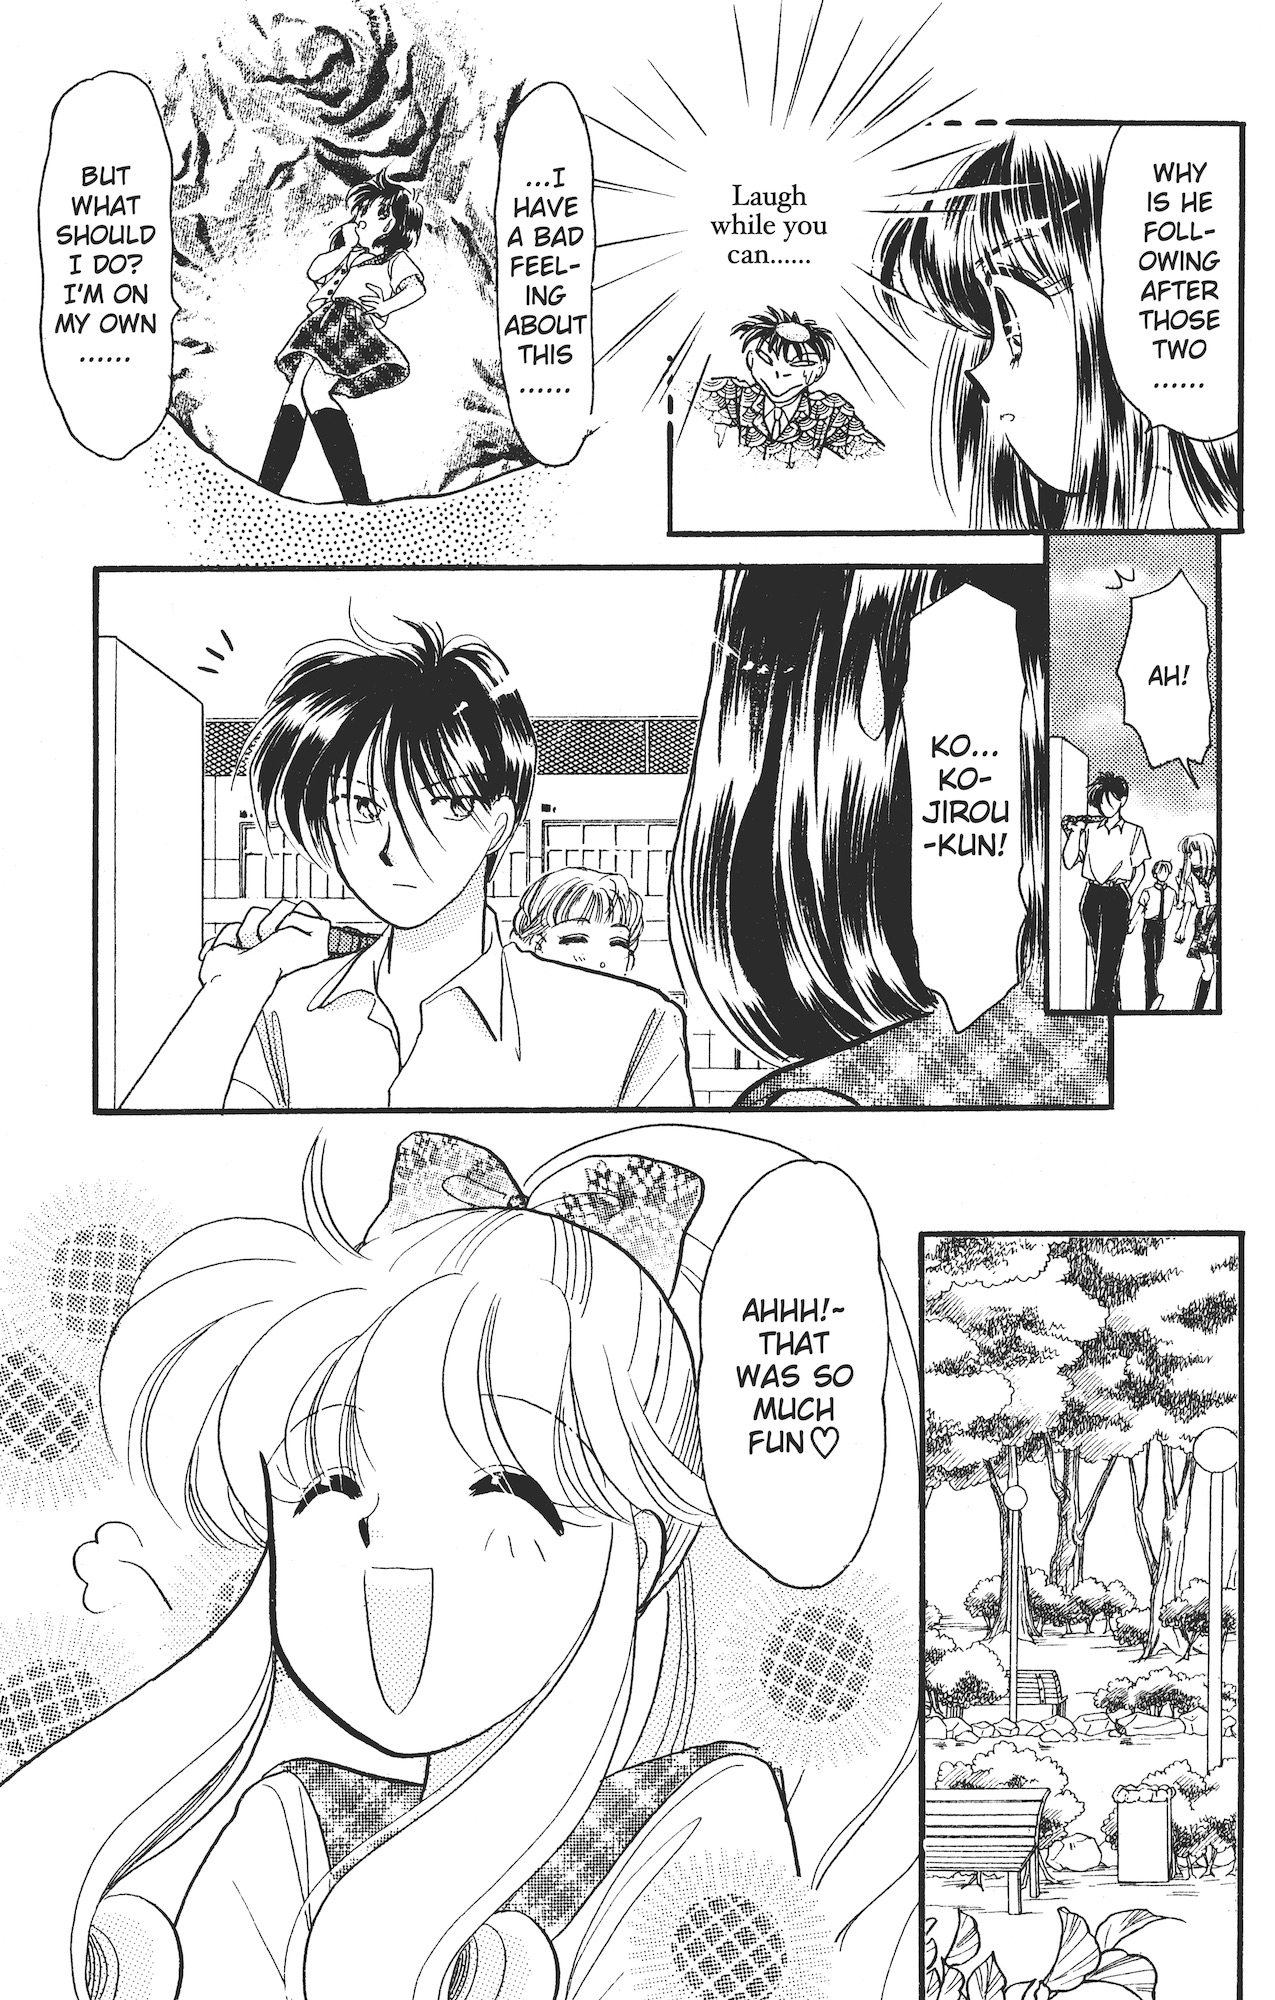 WHY
IS HE
FOLL-
OWING
AFTER
THOSE
TWO
......
Laugh
while you
can......
...I
HAVE
A BAD
FEEL-
ING
ABOUT
THIS
......
BUT
WHAT
SHOULD
I DO?
I'M ON
MY OWN
......
AH!
KO...
KO-
JIROU
-KUN!
AHHH!~
THAT
WAS SO
MUCH
FUN♡